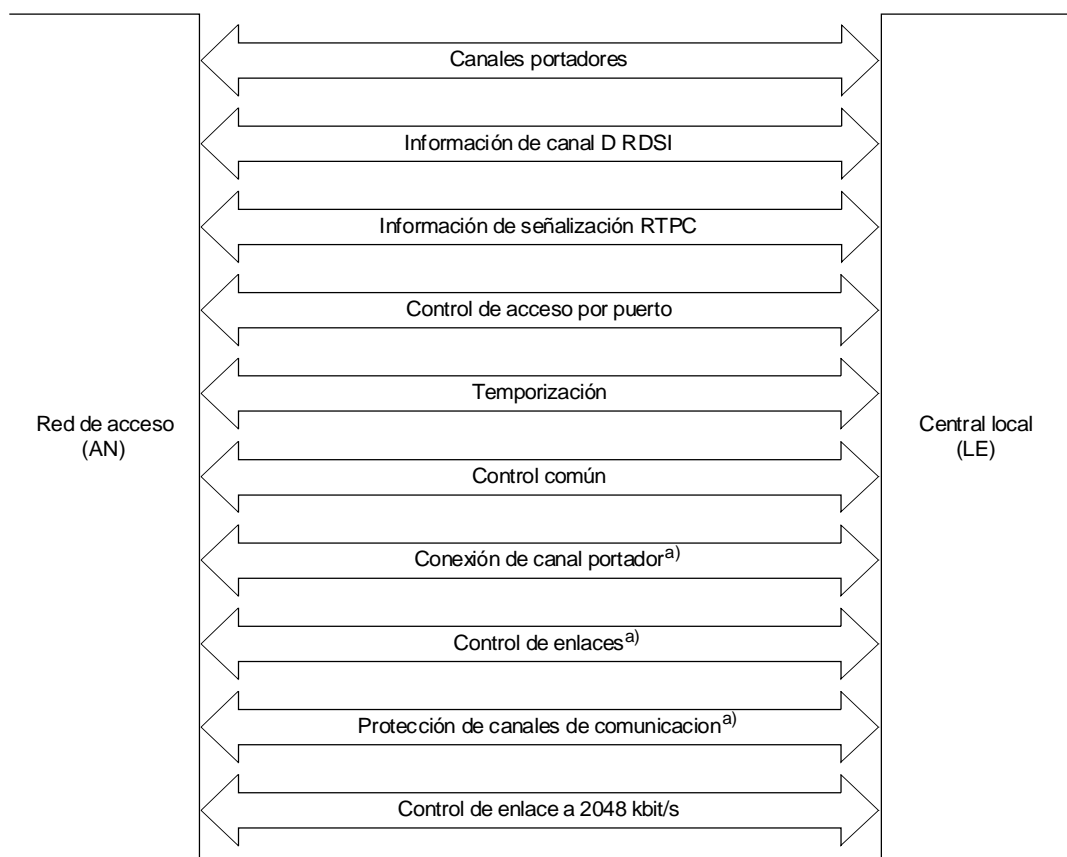 Canales portadores
Información de canal D RDSI
Información de señalización RTPC
Control de acceso por puerto
Temporización
Red de acceso
(AN)
Central local
(LE)
Control común
Conexión de canal portador a)
Control de enlaces a)
Protección de canales de comunicacion a)
Control de enlace a 2048 kbit/s